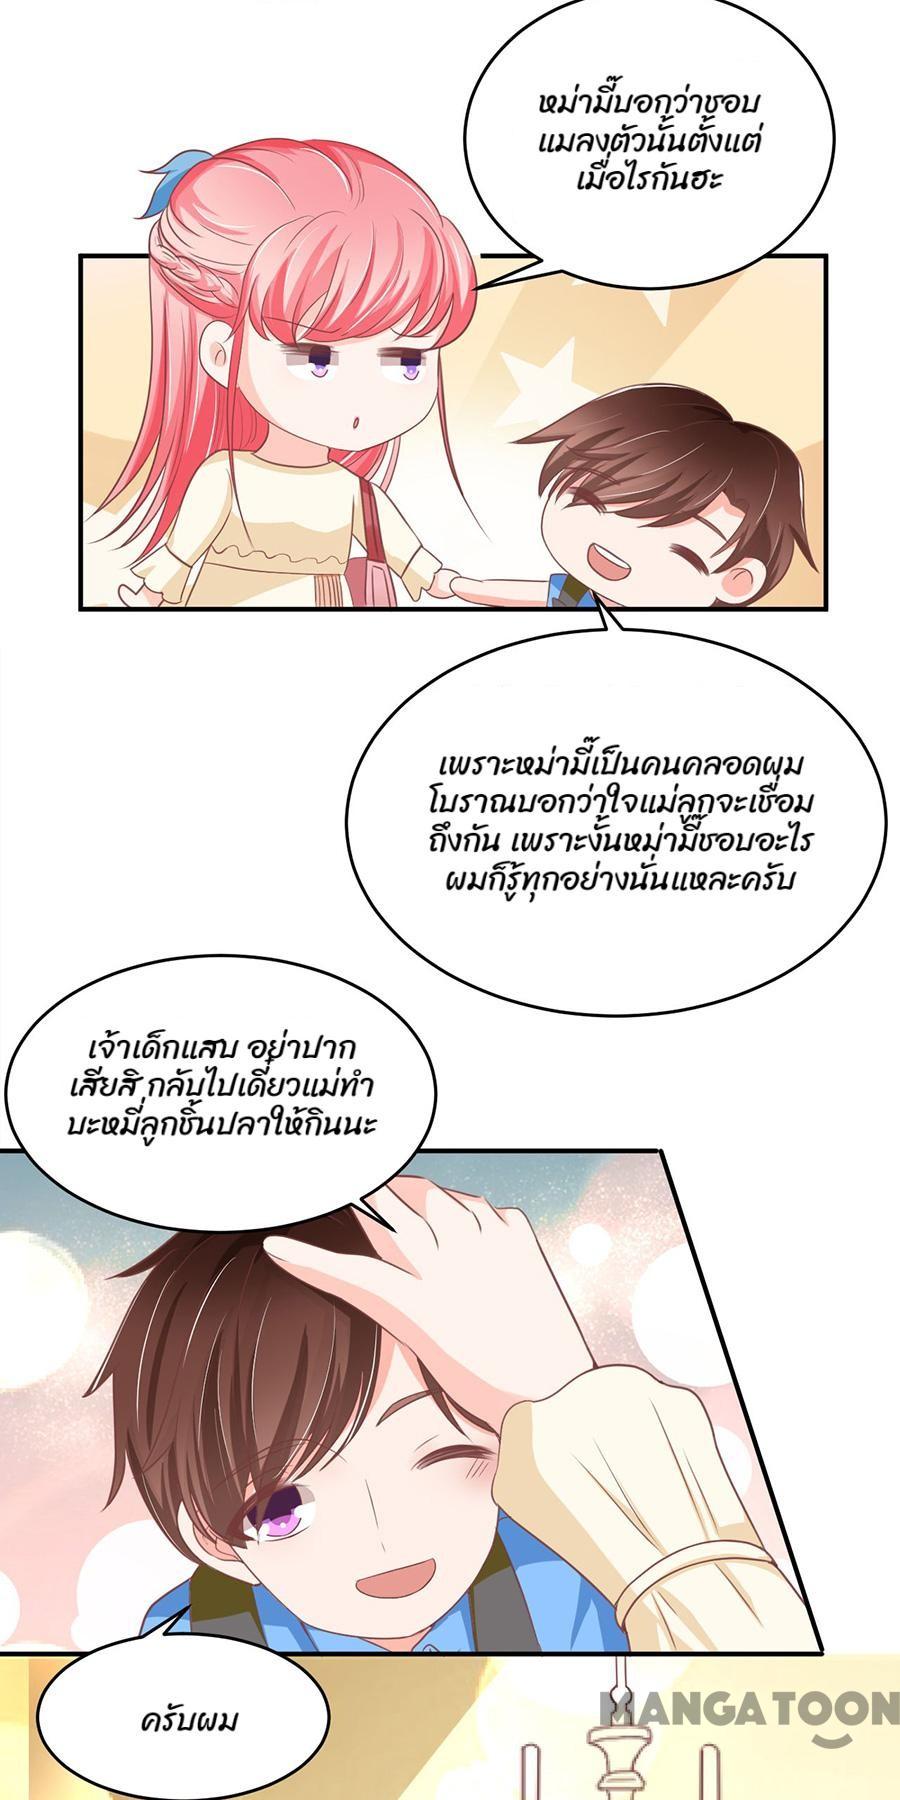 หม่ามี๊บอกว่าชอบ
แมลงตัวนั้นตั้งแต่
เมื่อไรกันฮะ
เพราะหม่ามี๊เป็นคนคลอดผม
โบราณบอกว่าใจแม่ลูกจะเชื่อม
ถึงกัน เพราะงั้นหม่ามี๊ชอบอะไร
ผมก็รู้ทุกอย่างนั่นแหละครับ
เจ้าเด็กแสบ อย่าปาก
เสียสิ กลับไปเดี๋ยวแม่ทำ
บะหมี่ลูกชิ้นปลาให้กินนะ
ครับผม
MANGATOON